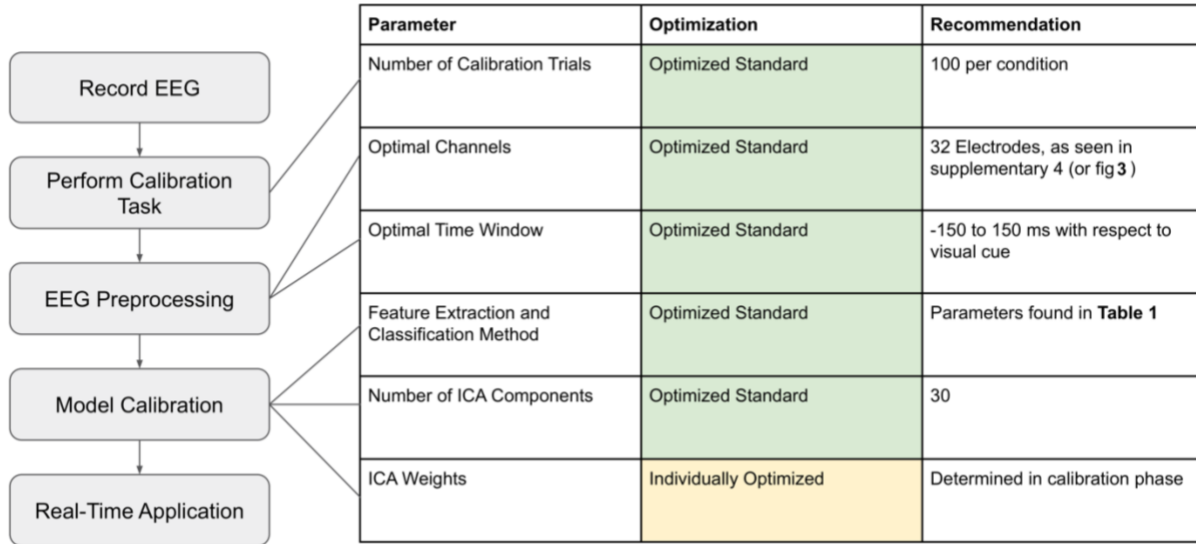 Record EEG
Perform Calibration
Task
EEG Preprocessing
Model Calibration
Real-Time Application
Parameter Optimization Recommendation
Number of Calibration Trials Optimized Standard 100 per condition
Optimal Channels Optimized Standard 32 Electrodes, as seen in
supplementary 4 (or fig 3 )
Optimal Time Window Optimized Standard -150 to 150 ms with respect to
visual cue
Feature Extraction and Optimized Standard Parameters found in Table 1
Classification Method
Number of ICA Components Optimized Standard 30
ICA Weights Individually Optimized Determined in calibration phase